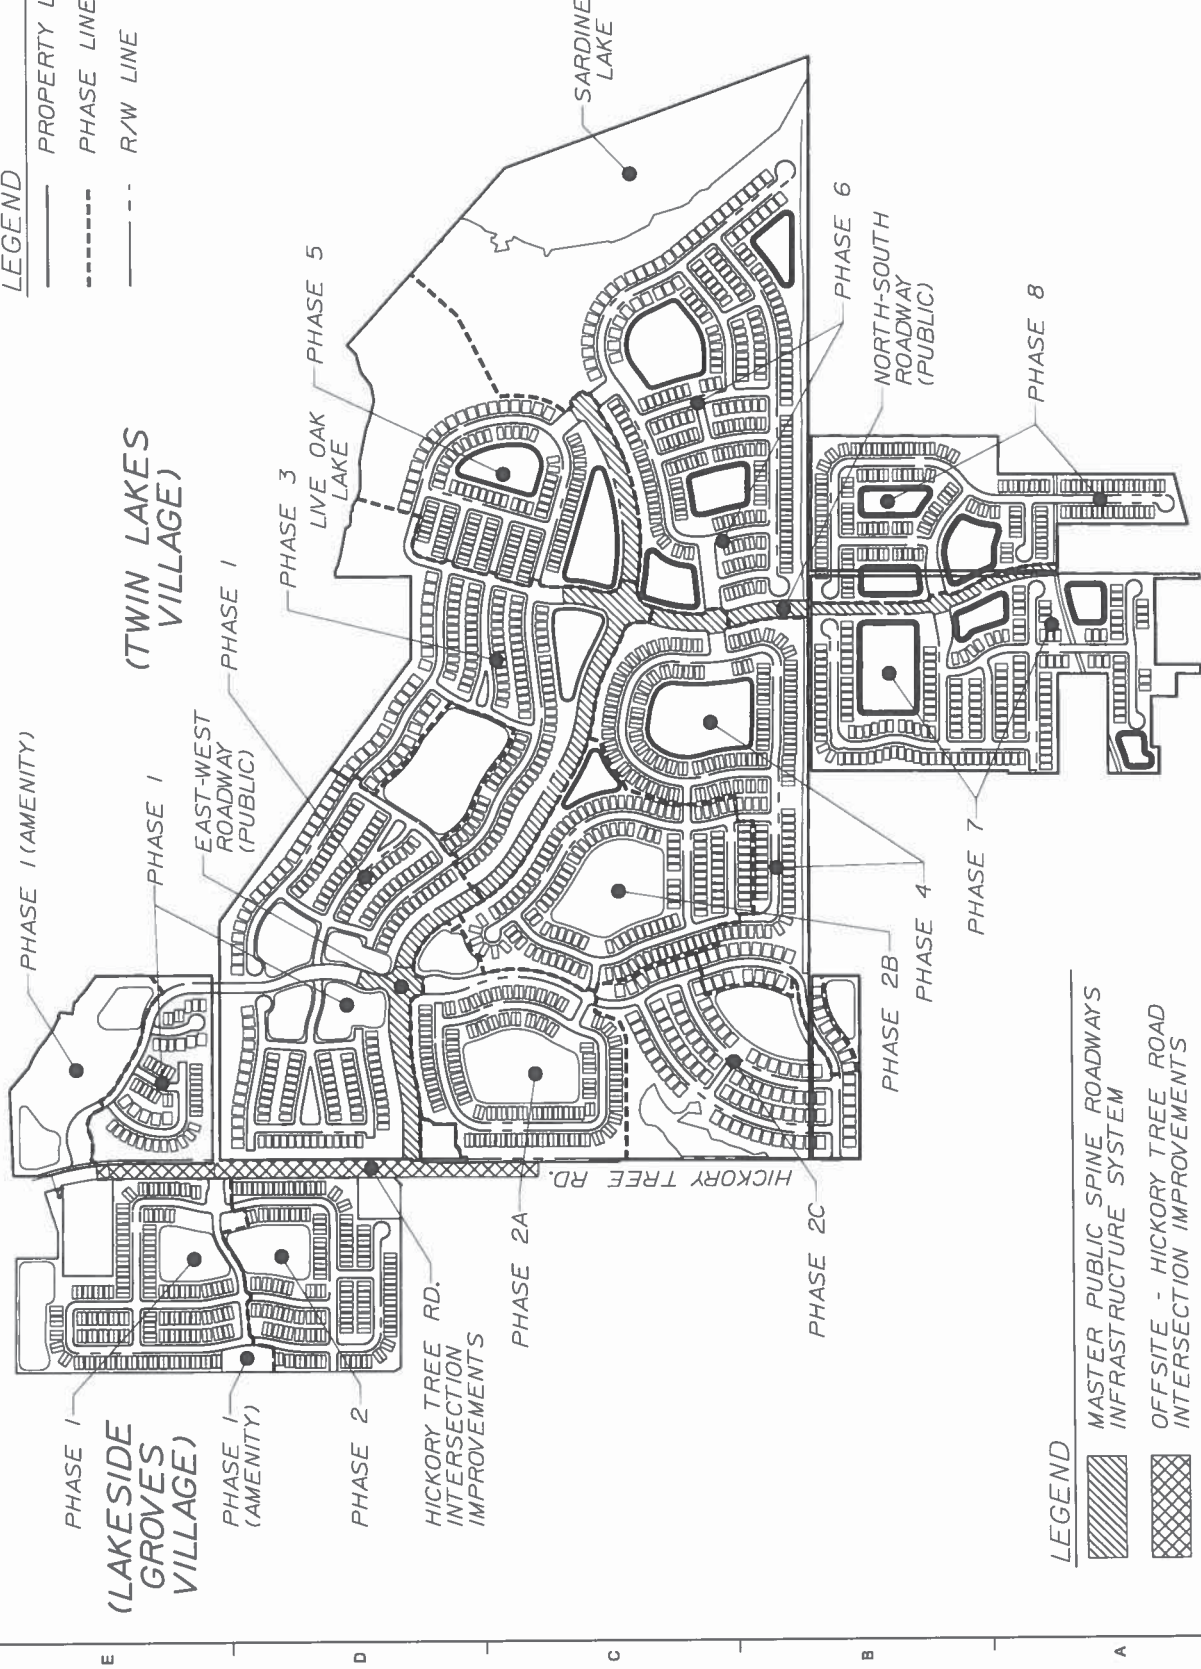 LEGEND
PROPERTY L
PHASE LINE
R/W LINE
SARDINE
LAKE
PHASE 5
LIVE OAK
LAKE
PHASE 3
(TWIN LAKES
VILLAGE)
PHASE 1
EAST-WEST
ROADWAY
(PUBLIC)
PHASE 1
PHASE 1 (AMENITY)
PHASE 6
NORTH-SOUTH
ROADWAY
(PUBLIC)
PHASE 8
PHASE 7
PHASE 4
PHASE 2B
PHASE 2C
HICKORY TREE RD.
PHASE 2A
HICKORY TREE RD.
INTERSECTION
IMPROVEMENTS
PHASE 2
PHASE 1
(AMENITY)
PHASE 1
(LAKESIDE
GROVES
VILLAGE)
LEGEND
MASTER PUBLIC SPINE ROADWAYS
INFRASTRUCTURE SYSTEM
OFFSITE - HICKORY TREE ROAD
INTERSECTION IMPROVEMENTS
E
D
C
B
A